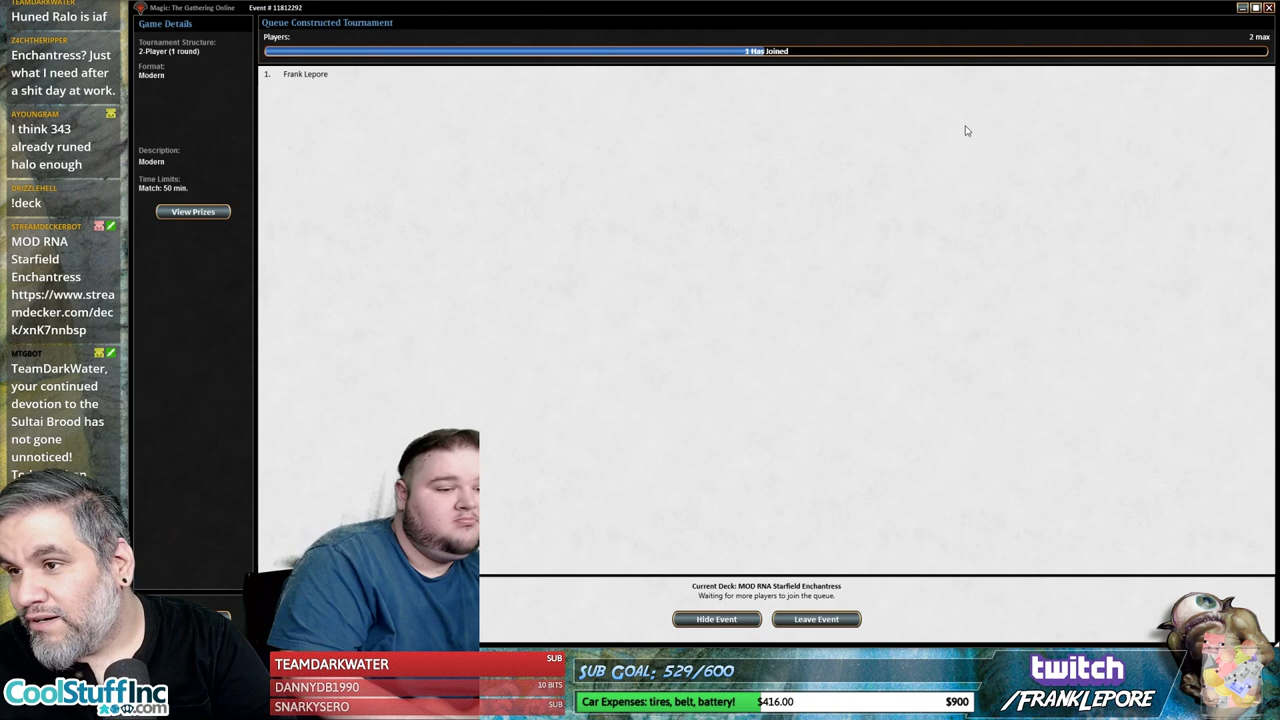 TEAMDARKWATER
Huned Ralo is iaf
Z4CHTHERIPPER
Enchantress? Just
what I need after
a shit day at work.
AYOUNGRAM
I think 343
already runed
halo enough
DRIZZLEHELL
!deck
STREAMDECKERBOT
MOD RNA
Starfield
Enchantress
https://www.strea
mdecker.com/dec
k/xnK7nnbsp
MTGBOT
TeamDarkWater,
your continued
devotion to the
Sultai Brood has
not gone
unnoticed!
Magic: The Gathering Online Event # 11812292
Game Details
Tournament Structure:
2-Player (1 round)
Format:
Modern
Description:
Modern
Time Limits:
Match: 50 min.
View Prizes
Queue Constructed Tournament
Players: 2 max
1 Has Joined
1. Frank Lepore
Current Deck: MOD RNA Starfield Enchantress
Waiting for more players to join the queue.
Hide Event Leave Event
CoolStuffInc
.com
TEAMDARKWATER SUB
DANNYDB1990 10 BITS
SNARKYSERO SUB
SUB GOAL: 529/600
Car Expenses: tires, belt, battery! $416.00 $900
twitch
/FRANKLEPORE